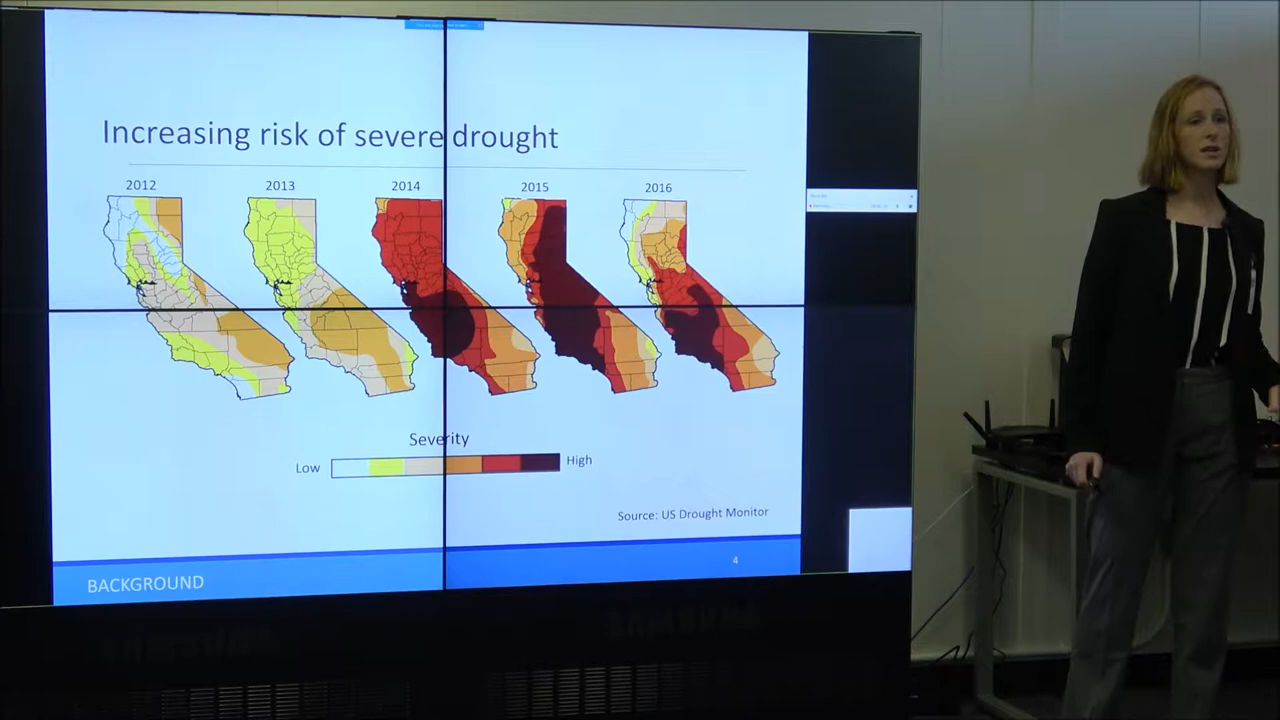 Increasing risk of severe drought
2012
2013
2014
2015
2016
Severity
Low
High
Source: US Drought Monitor
BACKGROUND
4